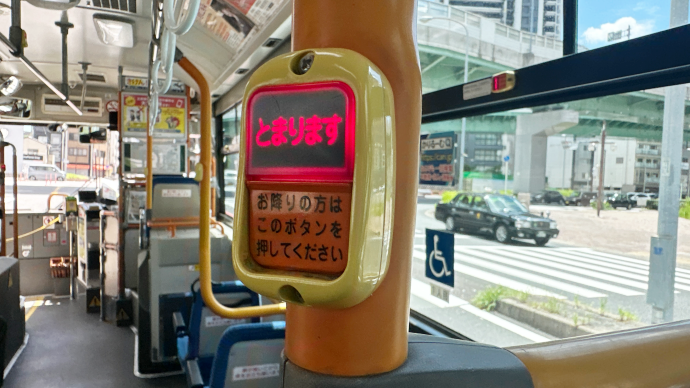 とまります
お降りの方は
このボタンを
押してください